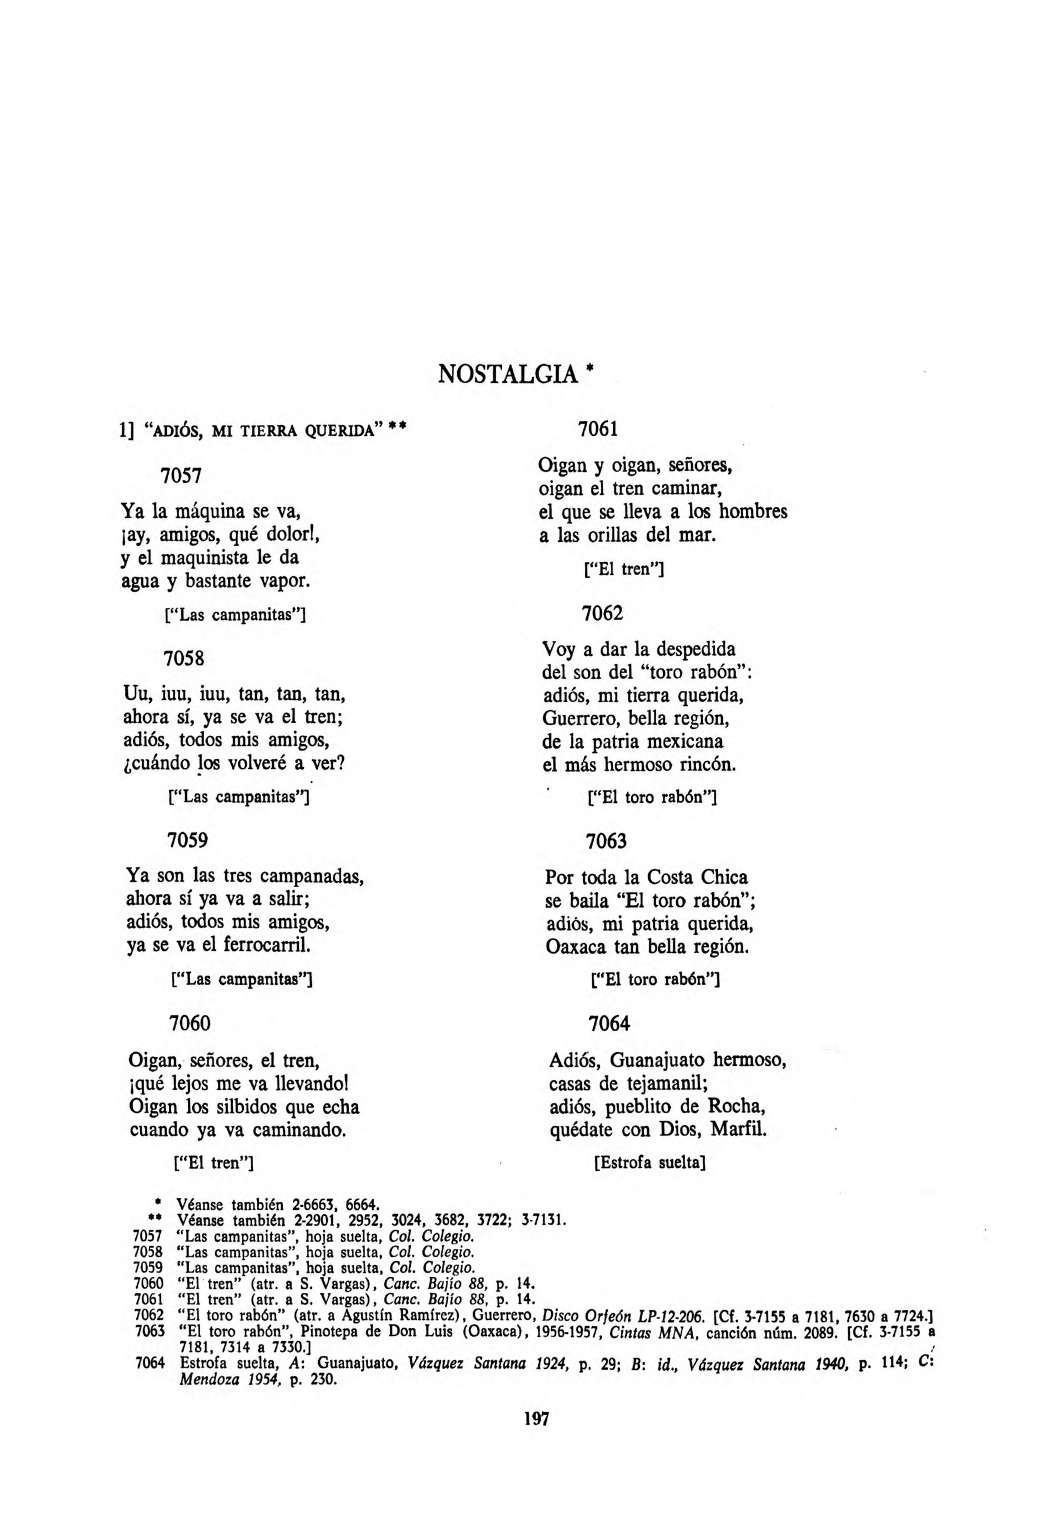 NOSTALGIA *
1] “ADIÓS, MI TIERRA QUERIDA” **
7057
Ya la máquina se va,
¡ay, amigos, qué dolor!,
y el maquinista le da
agua y bastante vapor.
[“Las campanitas”]
7058
Uu, iuu, iuu, tan, tan, tan,
ahora sí, ya se va el tren;
adiós, todos mis amigos,
¿cuándo los volveré a ver?
[“Las campanitas”]
7059
Ya son las tres campanadas,
ahora sí ya va a salir;
adiós, todos mis amigos,
ya se va el ferrocarril.
[“Las campanitas”]
7060
Oigan, señores, el tren,
¡qué lejos me va llevando!
Oigan los silbidos que echa
cuando ya va caminando.
[“El tren”]
7061
Oigan y oigan, señores,
oigan el tren caminar,
el que se lleva a los hombres
a las orillas del mar.
[“El tren”]
7062
Voy a dar la despedida
del son del “toro rabón”:
adiós, mi tierra querida,
Guerrero, bella región,
de la patria mexicana
el más hermoso rincón.
[“El toro rabón”]
7063
Por toda la Costa Chica
se baila “El toro rabón”;
adiós, mi patria querida,
Oaxaca tan bella región.
[“El toro rabón”]
7064
Adiós, Guanajuato hermoso,
casas de tejamanil;
adiós, pueblito de Rocha,
quédate con Dios, Marfil.
[Estrofa suelta]
* Véanse también 2-6663, 6664.
** Véanse también 2-2901, 2952, 3024, 3682, 3722; 3-7131.
7057 “Las campanitas”, hoja suelta, Col. Colegio.
7058 “Las campanitas”, hoja suelta, Col. Colegio.
7059 “Las campanitas”, hoja suelta, Col. Colegio.
7060 “El tren” (atr. a S. Vargas), Canc. Bajío 88, p. 14.
7061 “El tren” (atr. a S. Vargas), Canc. Bajío 88, p. 14.
7062 “El toro rabón” (atr. a Agustín Ramírez), Guerrero, Disco Orfeón LP-12-206. [Cf. 3-7155 a 7181, 7630 a 7724.]
7063 “El toro rabón”, Pinotepa de Don Luis (Oaxaca), 1956-1957, Cintas MNA, canción núm. 2089. [Cf. 3-7155 a
7181, 7314 a 7330.]
7064 Estrofa suelta, A: Guanajuato, Vázquez Santana 1924, p. 29; B: id., Vázquez Santana 1940, p. 114; C:
Mendoza 1954, p. 230.
197